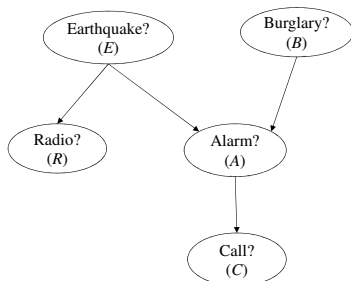 Earthquake?
(E)
Burglary?
(B)
Radio?
(R)
Alarm?
(A)
Call?
(C)